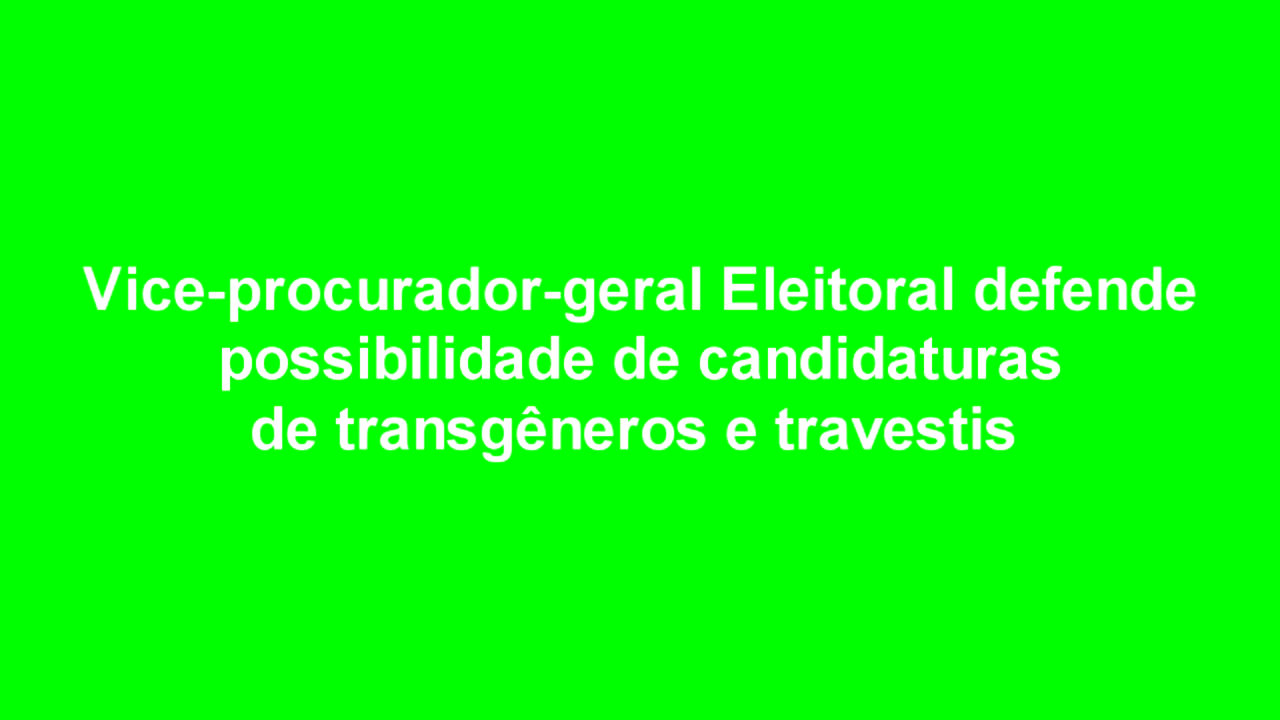 Vice-procurador-geral Eleitoral defende
possibilidade de candidaturas
de transgêneros e travestis